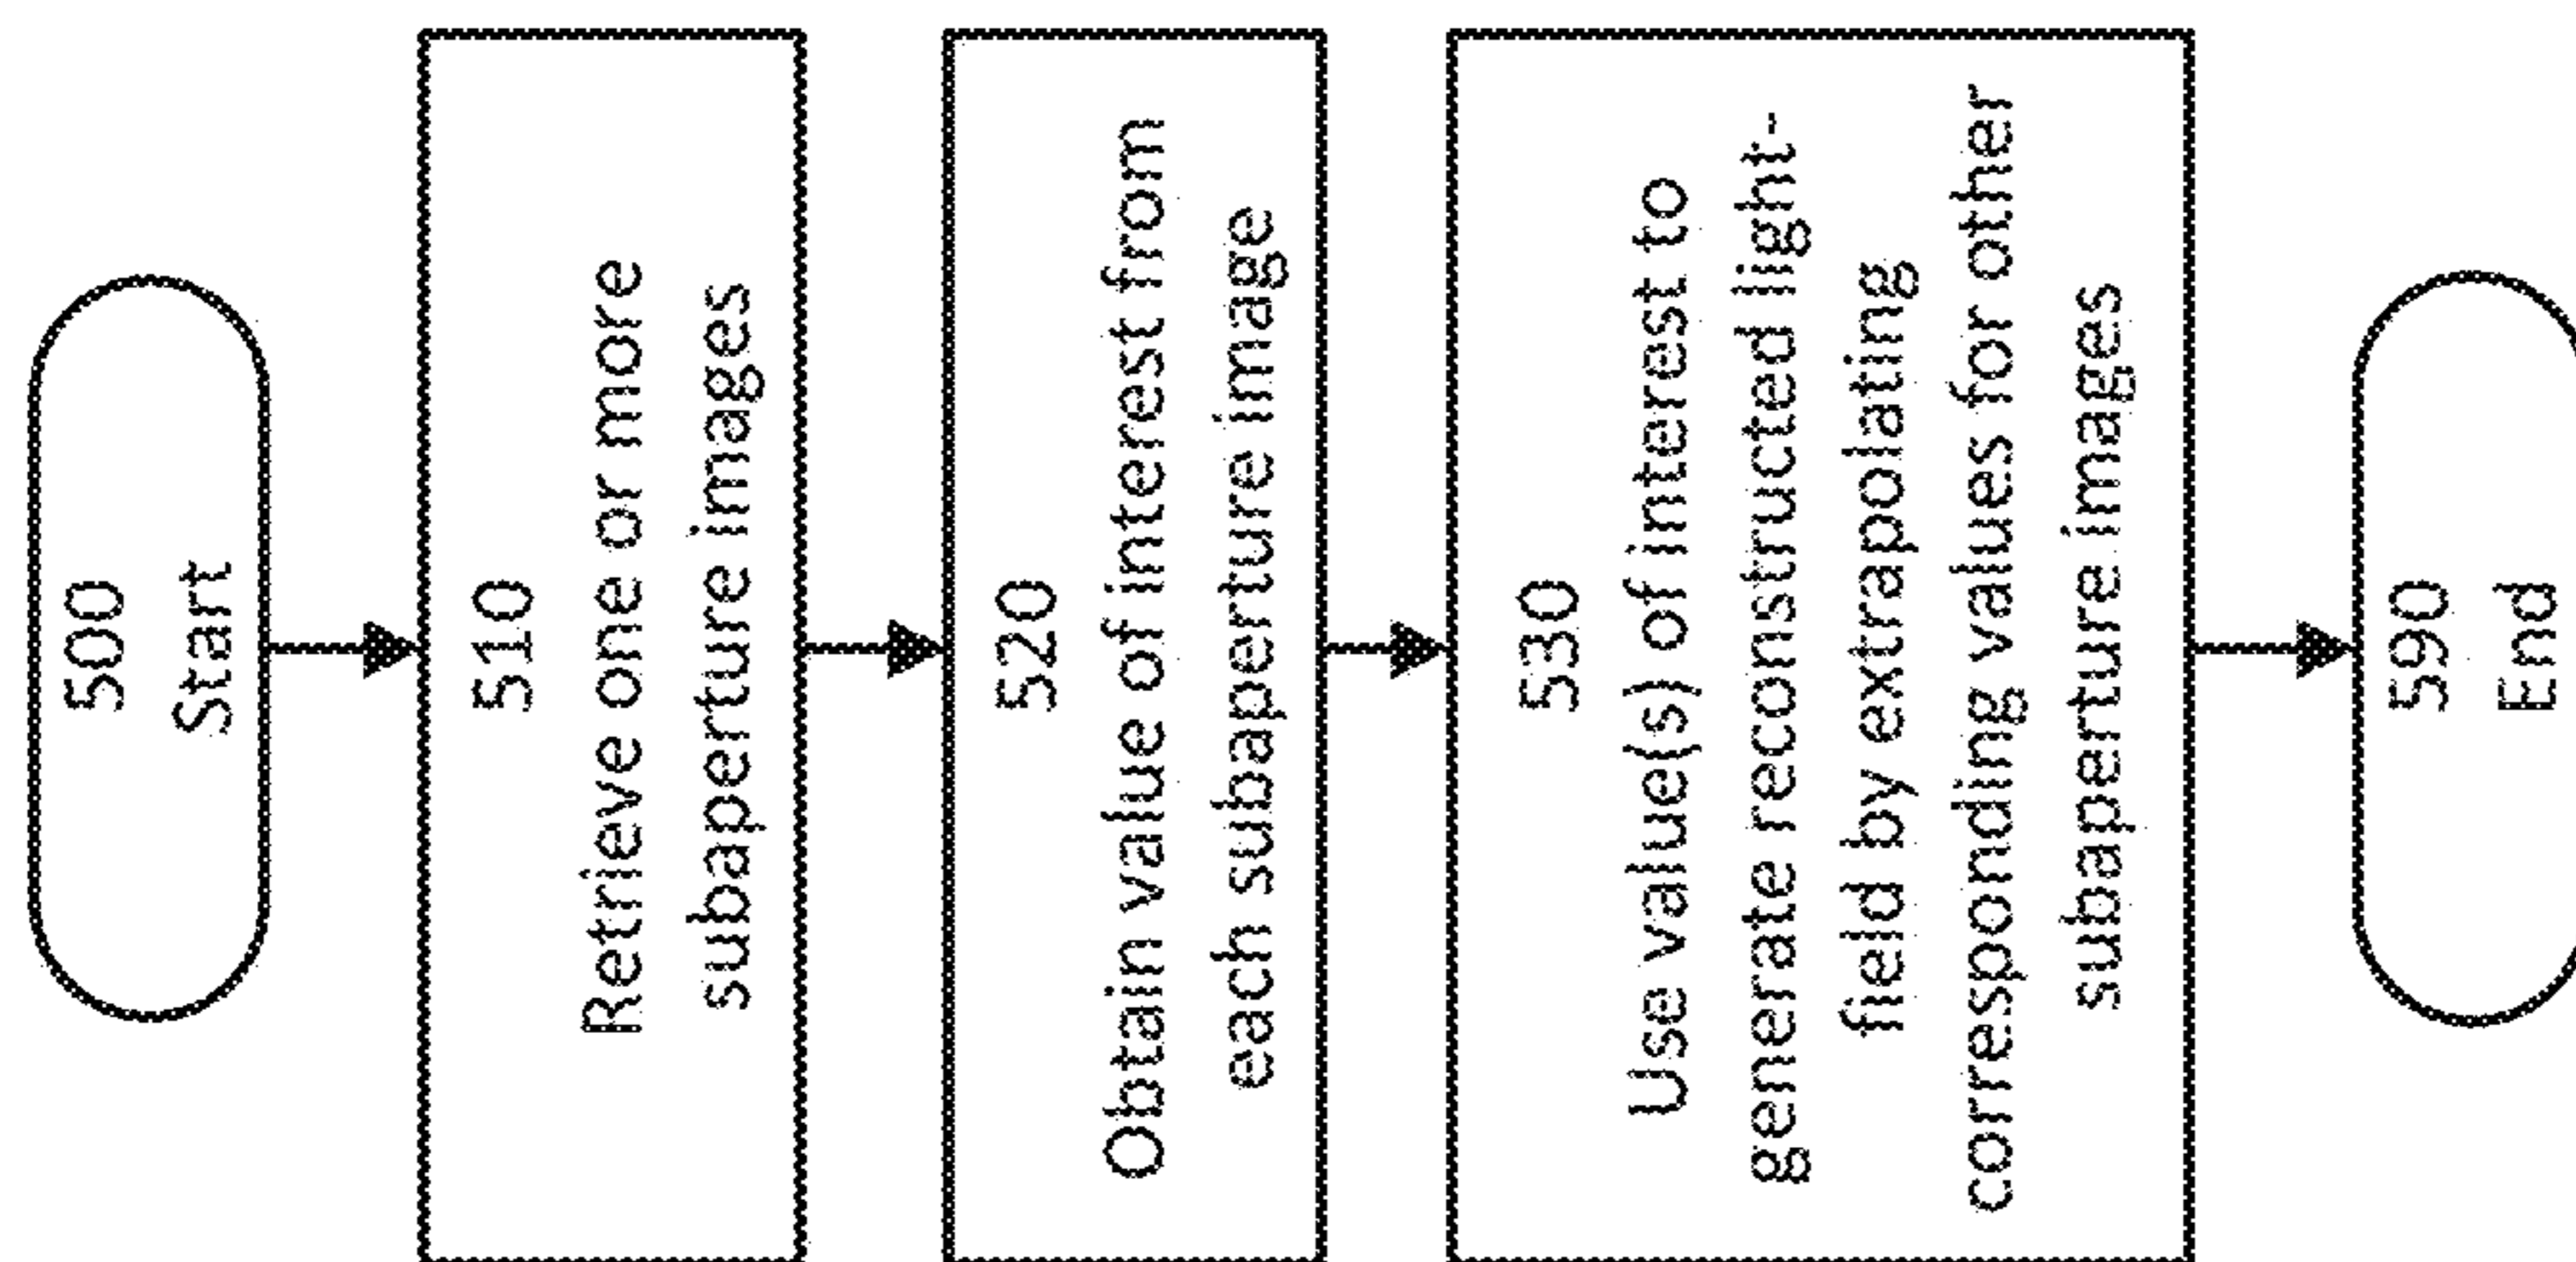 500
Start
510
Retrieve one or more
subaperture images
520
Obtain value of interest from
each subaperture image
530
Use value(s) of interest to
generate reconstructed light-
field by extrapolating
corresponding values for other
subaperture images
590
End